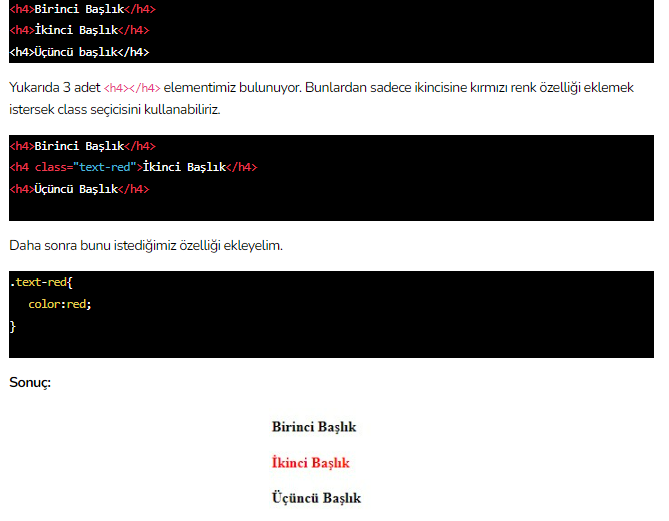 <h4>Birinci Başlık</h4>
<h4>İkinci Başlık</h4>
<h4>Üçüncü başlık</h4>
Yukarıda 3 adet <h4></h4> elementimiz bulunuyor. Bunlardan sadece ikincisine kırmızı renk özelliği eklemek
istersek class seçicisini kullanabiliriz.
<h4>Birinci Başlık</h4>
<h4 class="text-red">İkinci Başlık</h4>
<h4>Üçüncü Başlık</h4>
Daha sonra bunu istediğimiz özelliği ekleyelim.
.text-red{
color:red;
}
Sonuç:
Birinci Başlık
İkinci Başlık
Üçüncü Başlık